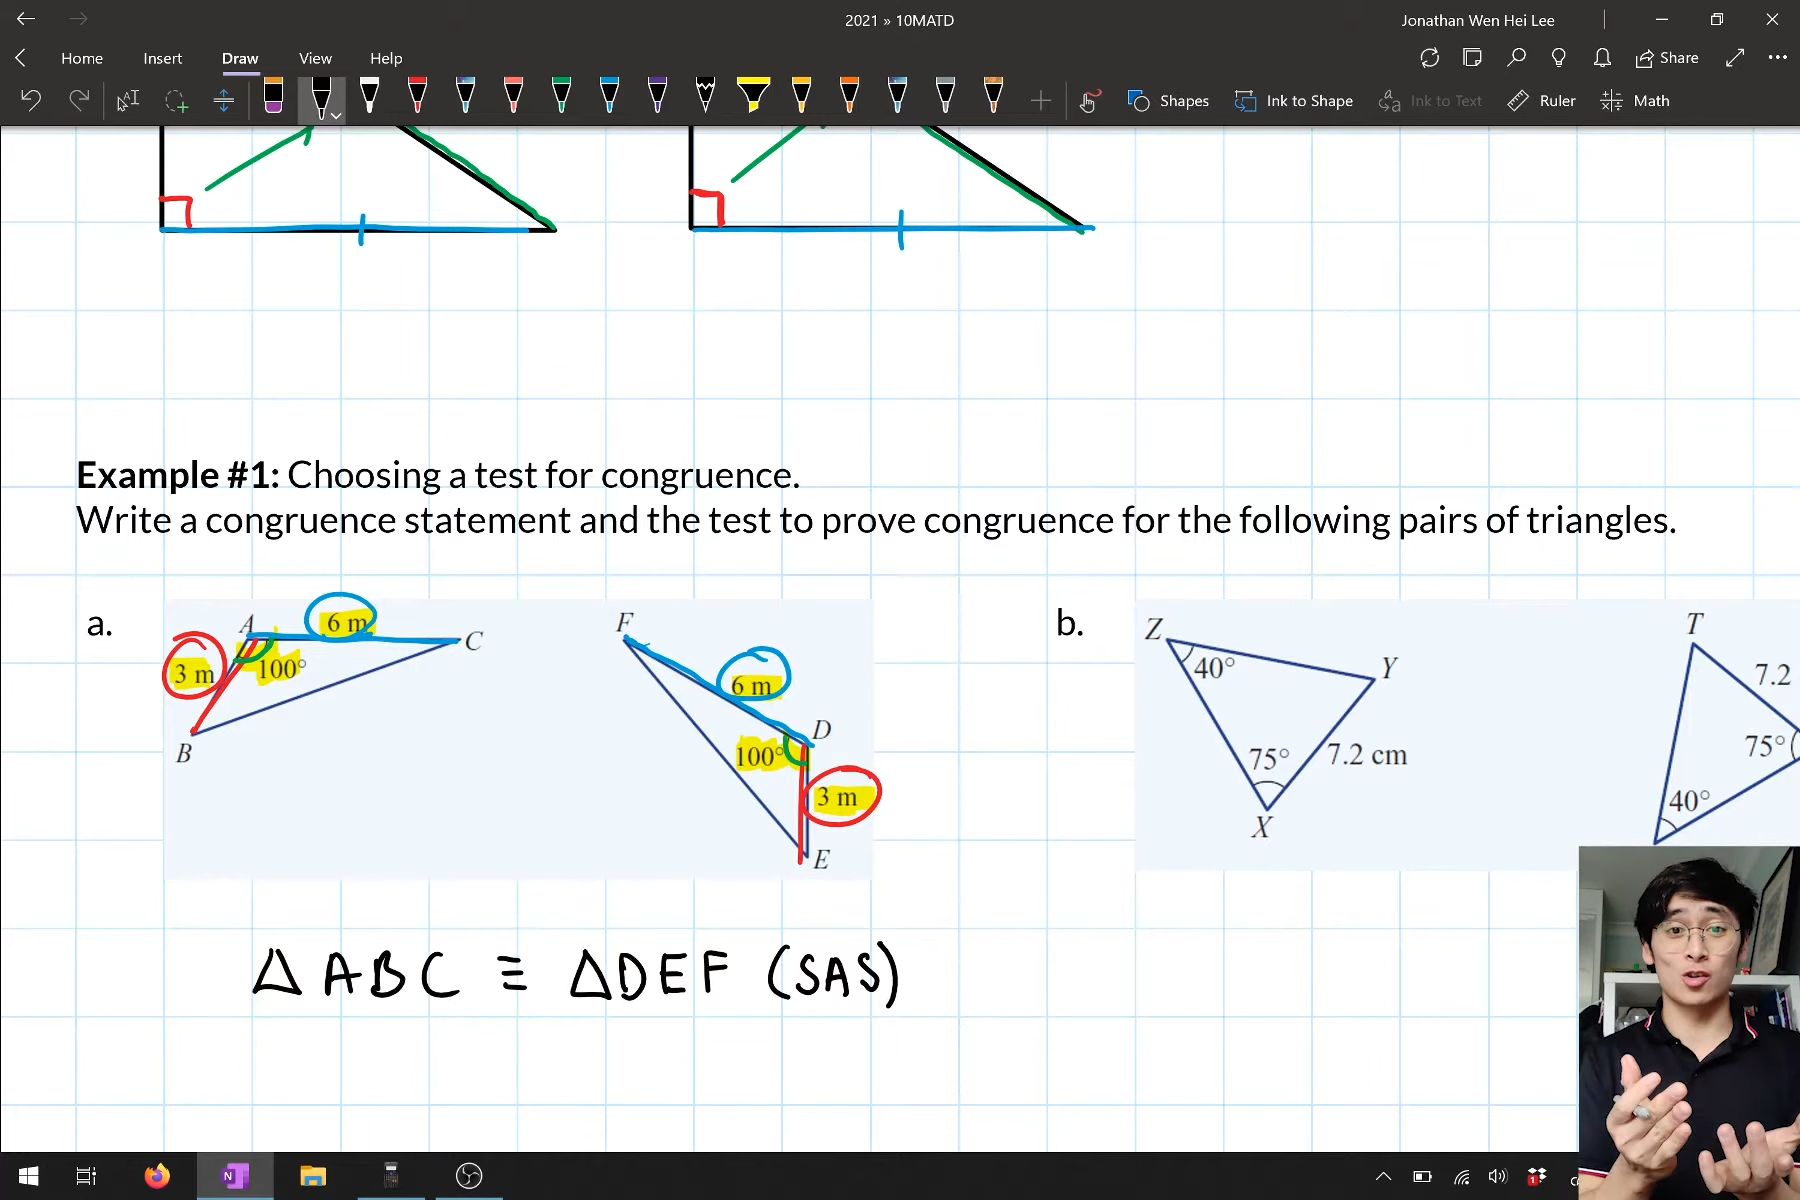 2021 » 10MATD
Jonathan Wen Hei Lee
Home Insert Draw View Help
Share
Shapes Ink to Shape Ink to Text Ruler Math
Example #1: Choosing a test for congruence.
Write a congruence statement and the test to prove congruence for the following pairs of triangles.
a.
A
6 m
C
3 m
100°
B
F
6 m
D
100°
3 m
E
b.
Z
40°
Y
75°
7.2 cm
X
T
7.2
75°
40°
△ABC ≡ △DEF (SAS)